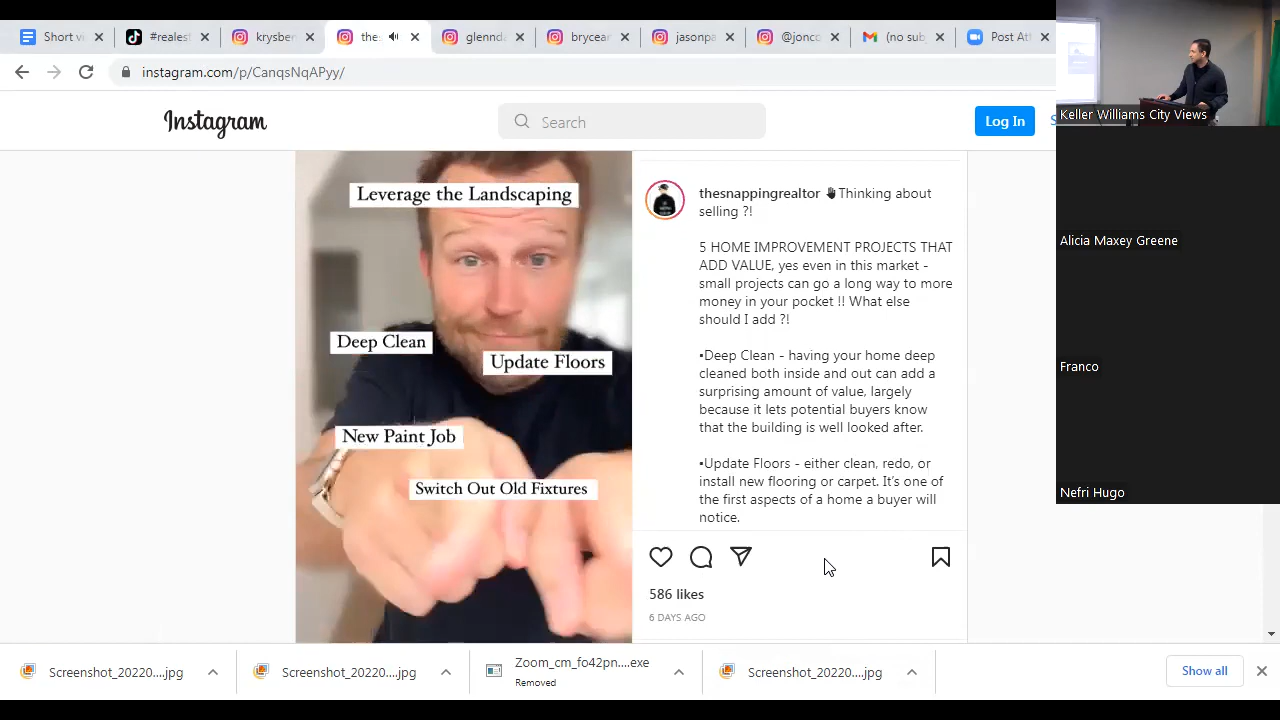 Short vi
#realest
krysber
the
glennda
brycear
jasonpa
@jonco
(no sub
Post Att
instagram.com/p/CanqsNqAPyy/
Instagram
Search
Log In
S
Leverage the Landscaping
Deep Clean
Update Floors
New Paint Job
Switch Out Old Fixtures
thesnappingrealtor Thinking about
selling ?!
5 HOME IMPROVEMENT PROJECTS THAT
ADD VALUE, yes even in this market -
small projects can go a long way to more
money in your pocket !! What else
should I add ?!
▪Deep Clean - having your home deep
cleaned both inside and out can add a
surprising amount of value, largely
because it lets potential buyers know
that the building is well looked after.
▪Update Floors - either clean, redo, or
install new flooring or carpet. It's one of
the first aspects of a home a buyer will
notice.
586 likes
6 DAYS AGO
Keller Williams City Views
Alicia Maxey Greene
Franco
Nefri Hugo
Screenshot_20220....jpg
Screenshot_20220....jpg
Zoom_cm_fo42pn....exe
Removed
Screenshot_20220....jpg
Show all